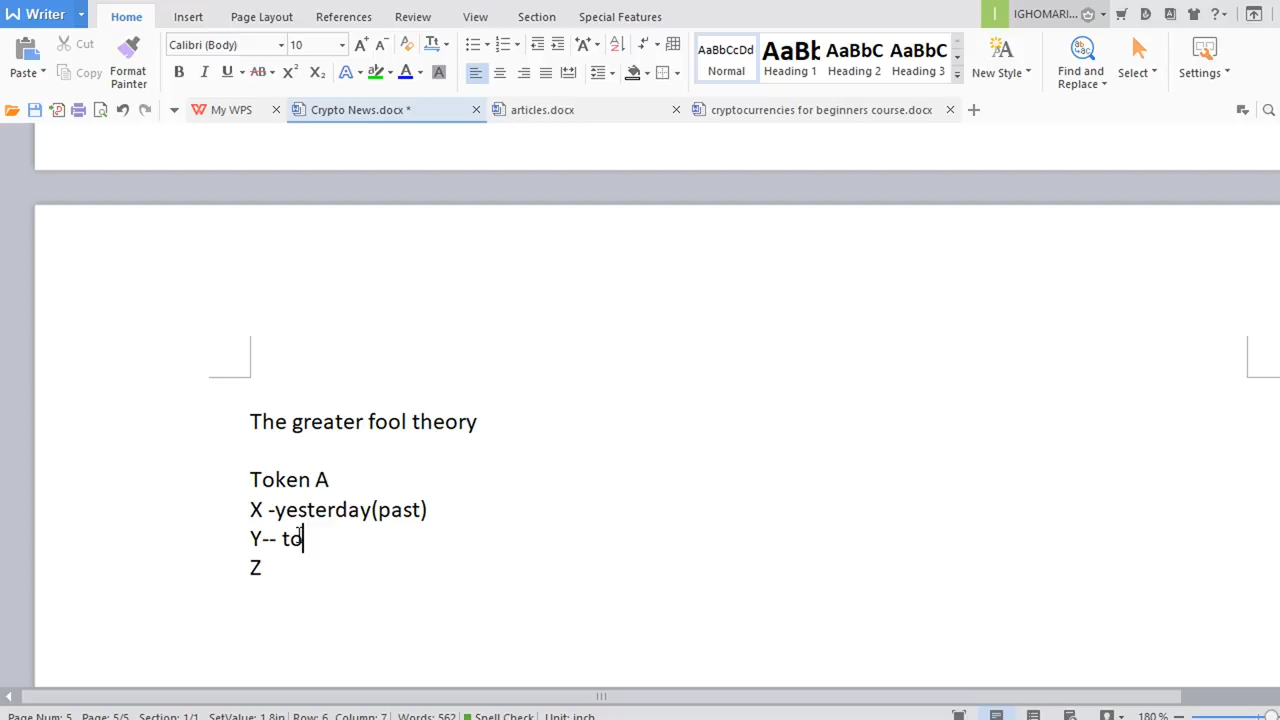 Writer Home Insert Page Layout References Review View Section Special Features IGHOMARI...
Cut Calibri (Body) 10 AaBbCcDd AaBb AaBbC AaBbC
Paste Copy Format Painter Normal Heading 1 Heading 2 Heading 3 New Style Find and Replace Select Settings
My WPS Crypto News.docx * articles.docx cyptocurrencies for beginners course.docx
The greater fool theory
Token A
X -yesterday(past)
Y-- to
Z
Page Num: 5 Page: 5/5 Section: 1/1 SetValue: 1.8in Row: 6 Column: 7 Words: 562 Spell Check Unit: inch 180 %